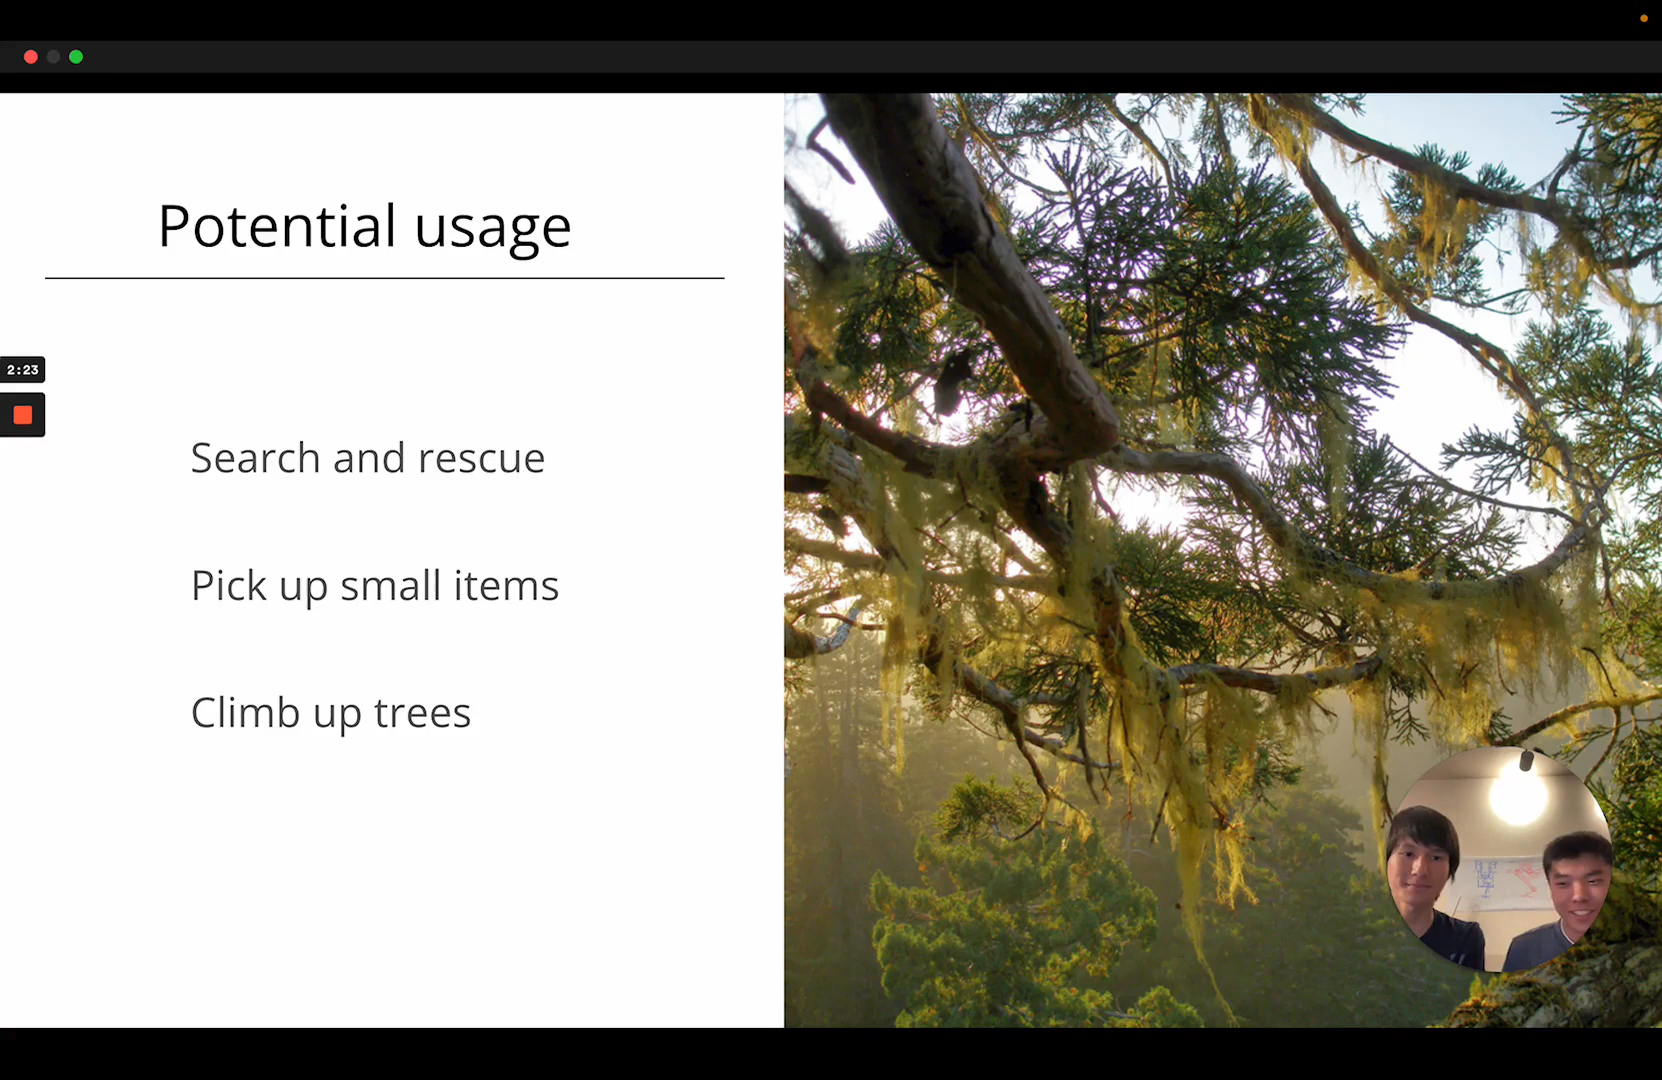 Potential usage
2:23
Search and rescue
Pick up small items
Climb up trees